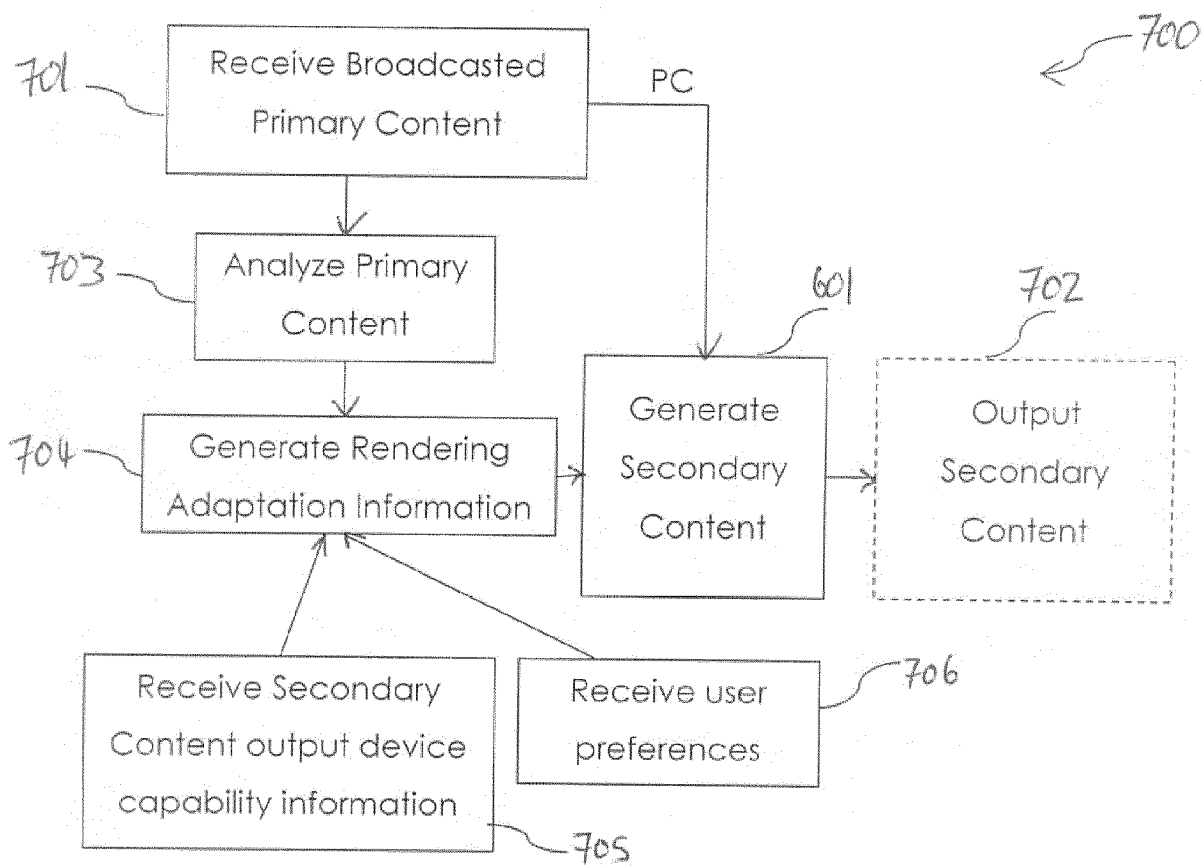 700
701
Receive Broadcasted
Primary Content
PC
703
Analyze Primary
Content
601
702
704
Generate Rendering
Adaptation Information
Generate
Secondary
Content
Output
Secondary
Content
Receive Secondary
Content output device
capability information
705
Receive user
preferences
706